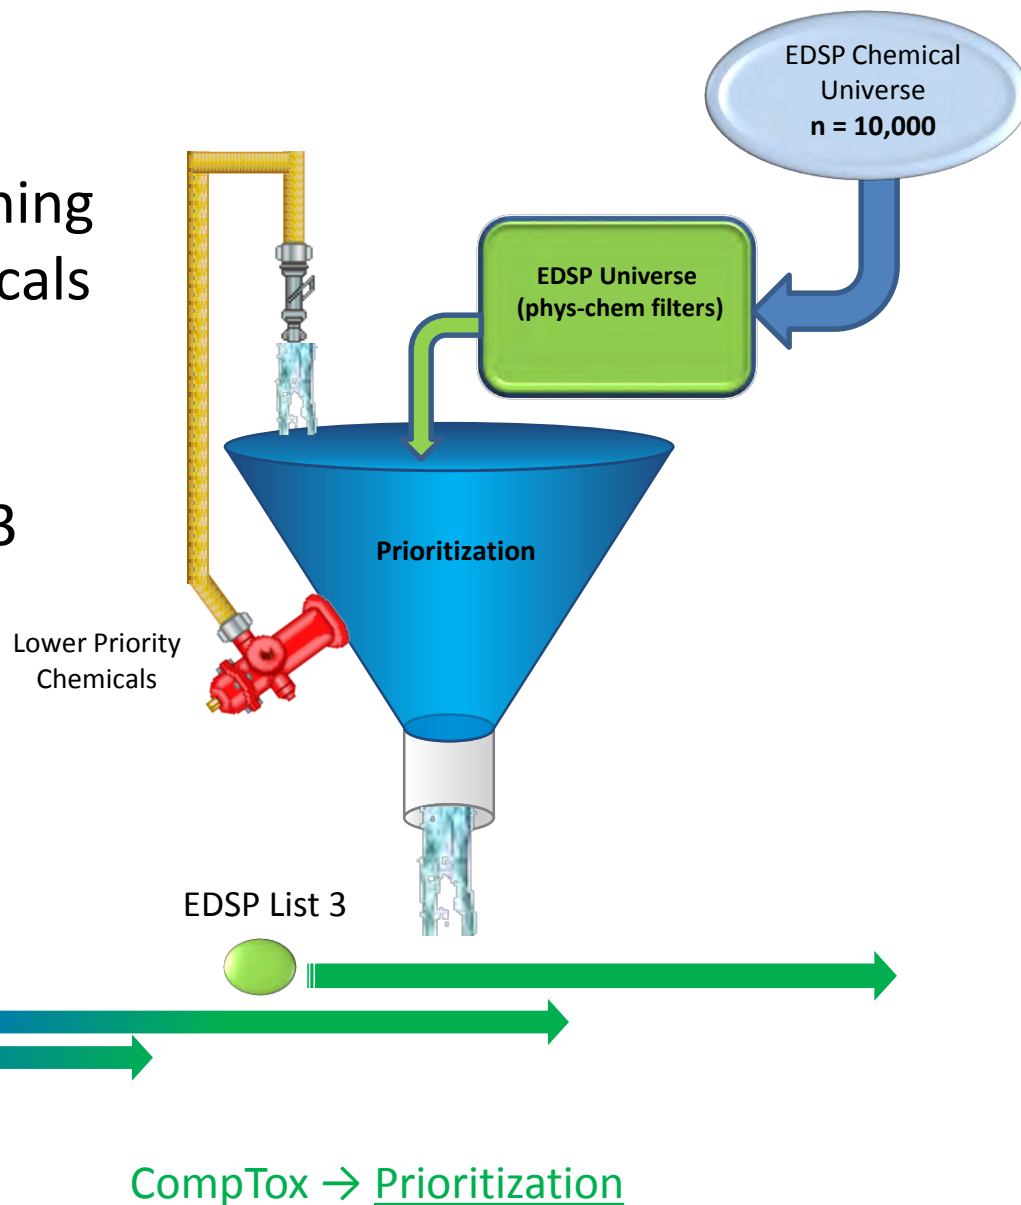 EDSP Chemical
Universe
n = 10,000
EDSP Universe
(phys-chem filters)
Prioritization
Lower Priority
Chemicals
EDSP List 3
CompTox → Prioritization